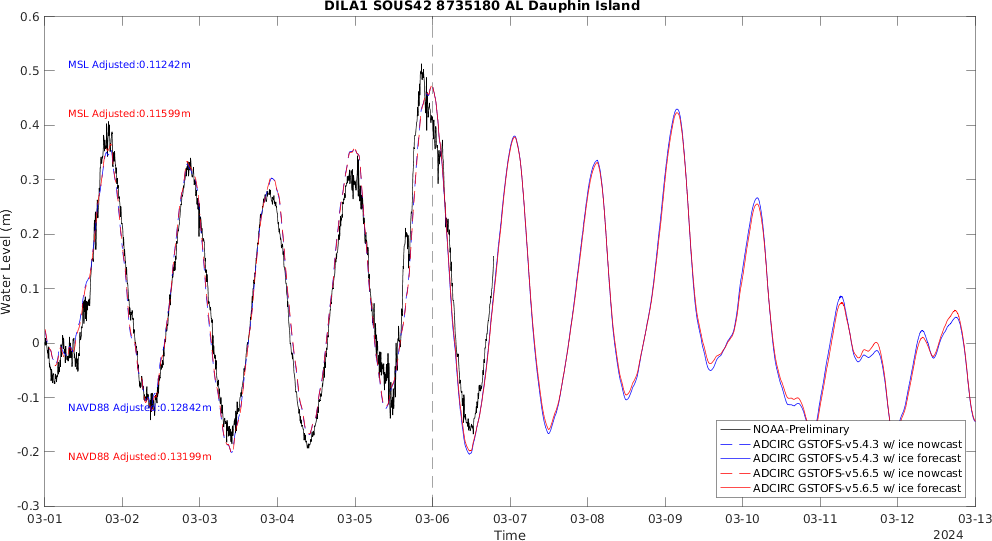 DILA1 SOUS42 8735180 AL Dauphin Island
0.6
0.5
0.4
0.3
0.2
0.1
0
-0.1
-0.2
-0.3
Water Level (m)
MSL Adjusted:0.11242m
MSL Adjusted:0.11599m
NAVD88 Adjusted:0.12842m
NAVD88 Adjusted:0.13199m
NOAA-Preliminary
ADCIRC GSTOFS-v5.4.3 w/ ice nowcast
ADCIRC GSTOFS-v5.4.3 w/ ice forecast
ADCIRC GSTOFS-v5.6.5 w/ ice nowcast
ADCIRC GSTOFS-v5.6.5 w/ ice forecast
03-01 03-02 03-03 03-04 03-05 03-06 03-07 03-08 03-09 03-10 03-11 03-12 03-13
Time
2024